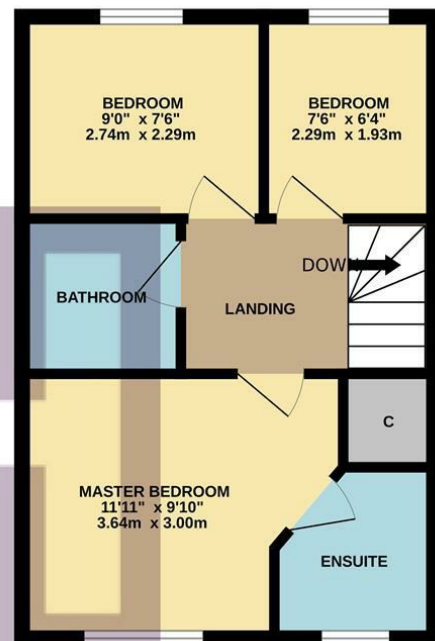 BEDROOM
9'0" x 7'6"
2.74m x 2.29m
BEDROOM
7'6" x 6'4"
2.29m x 1.93m
DOWN
BATHROOM
LANDING
C
MASTER BEDROOM
11'11" x 9'10"
3.64m x 3.00m
ENSUITE